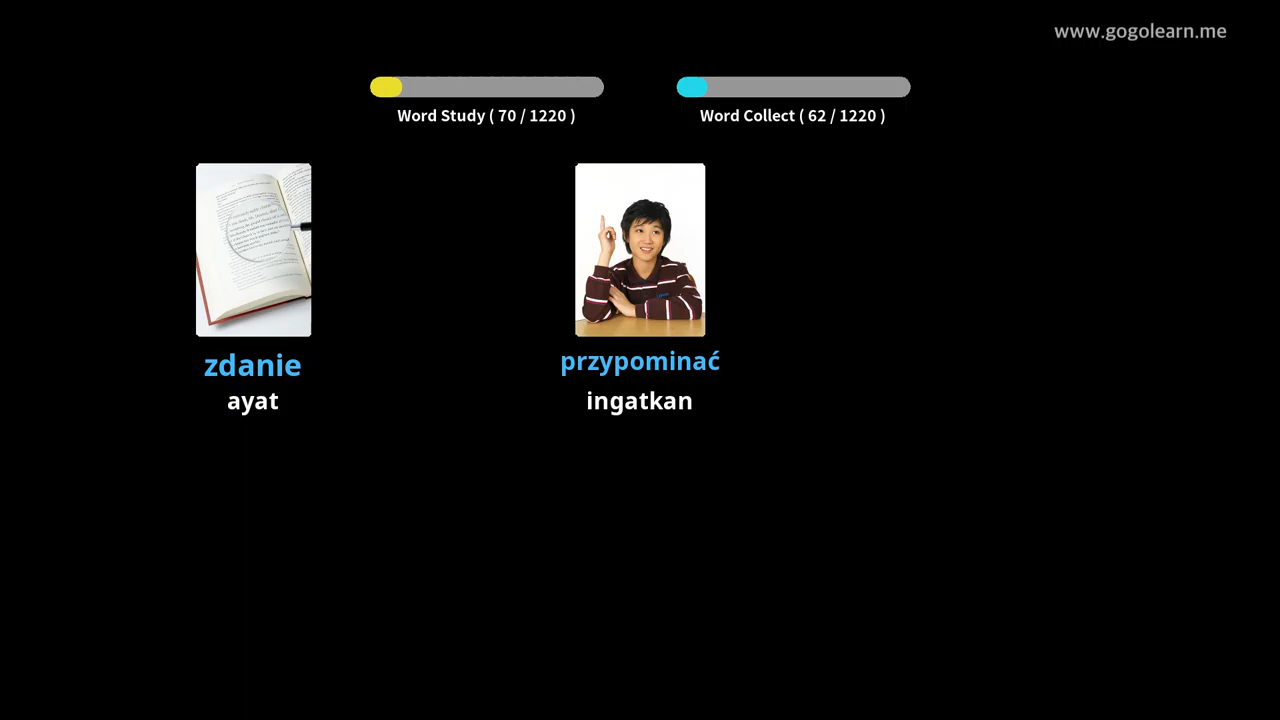 www.gogolearn.me
Word Study ( 70 / 1220 )
Word Collect ( 62 / 1220 )
zdanie
ayat
przypominać
ingatkan